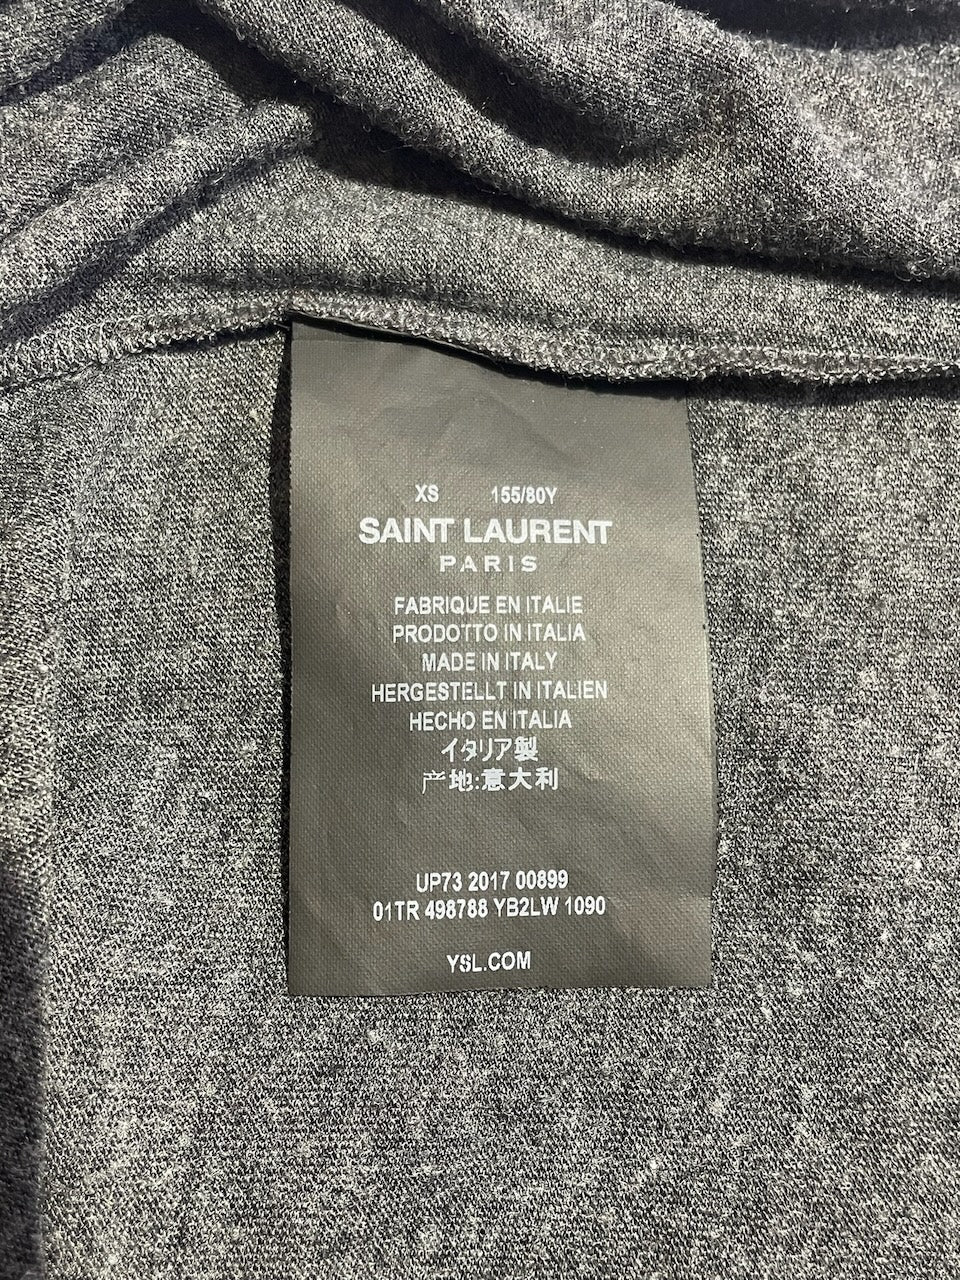 XS 155/80Y
SAINT LAURENT
PARIS
FABRIQUE EN ITALIE
PRODOTTO IN ITALIA
MADE IN ITALY
HERGESTELLT IN ITALIEN
HECHO EN ITALIA
イタリア製
产地:意大利
UP73 2017 00899
01TR 498788 YB2LW 1090
YSL.COM